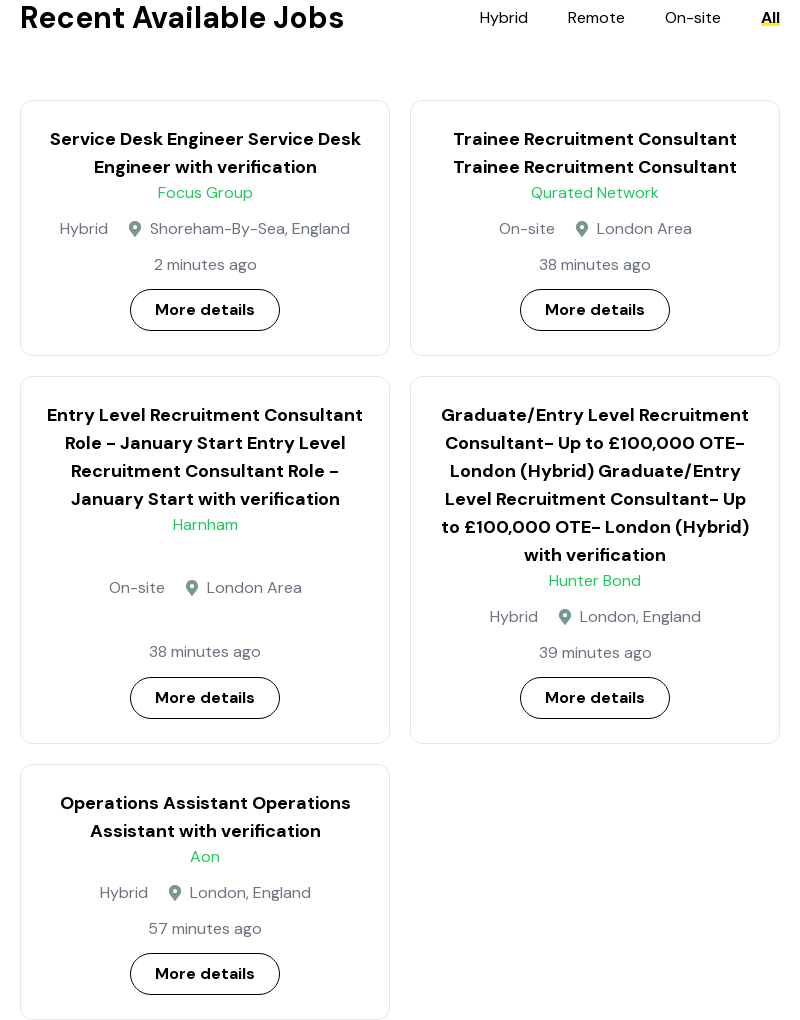 Recent Available Jobs
Hybrid
Remote
On-site
All
Service Desk Engineer Service Desk
Engineer with verification
Focus Group
Hybrid
Shoreham-By-Sea, England
2 minutes ago
More details
Trainee Recruitment Consultant
Trainee Recruitment Consultant
Qurated Network
On-site
London Area
38 minutes ago
More details
Entry Level Recruitment Consultant
Role - January Start Entry Level
Recruitment Consultant Role -
January Start with verification
Harnham
On-site
London Area
38 minutes ago
More details
Graduate/Entry Level Recruitment
Consultant- Up to £100,000 OTE-
London (Hybrid) Graduate/Entry
Level Recruitment Consultant- Up
to £100,000 OTE- London (Hybrid)
with verification
Hunter Bond
Hybrid
London, England
39 minutes ago
More details
Operations Assistant Operations
Assistant with verification
Aon
Hybrid
London, England
57 minutes ago
More details